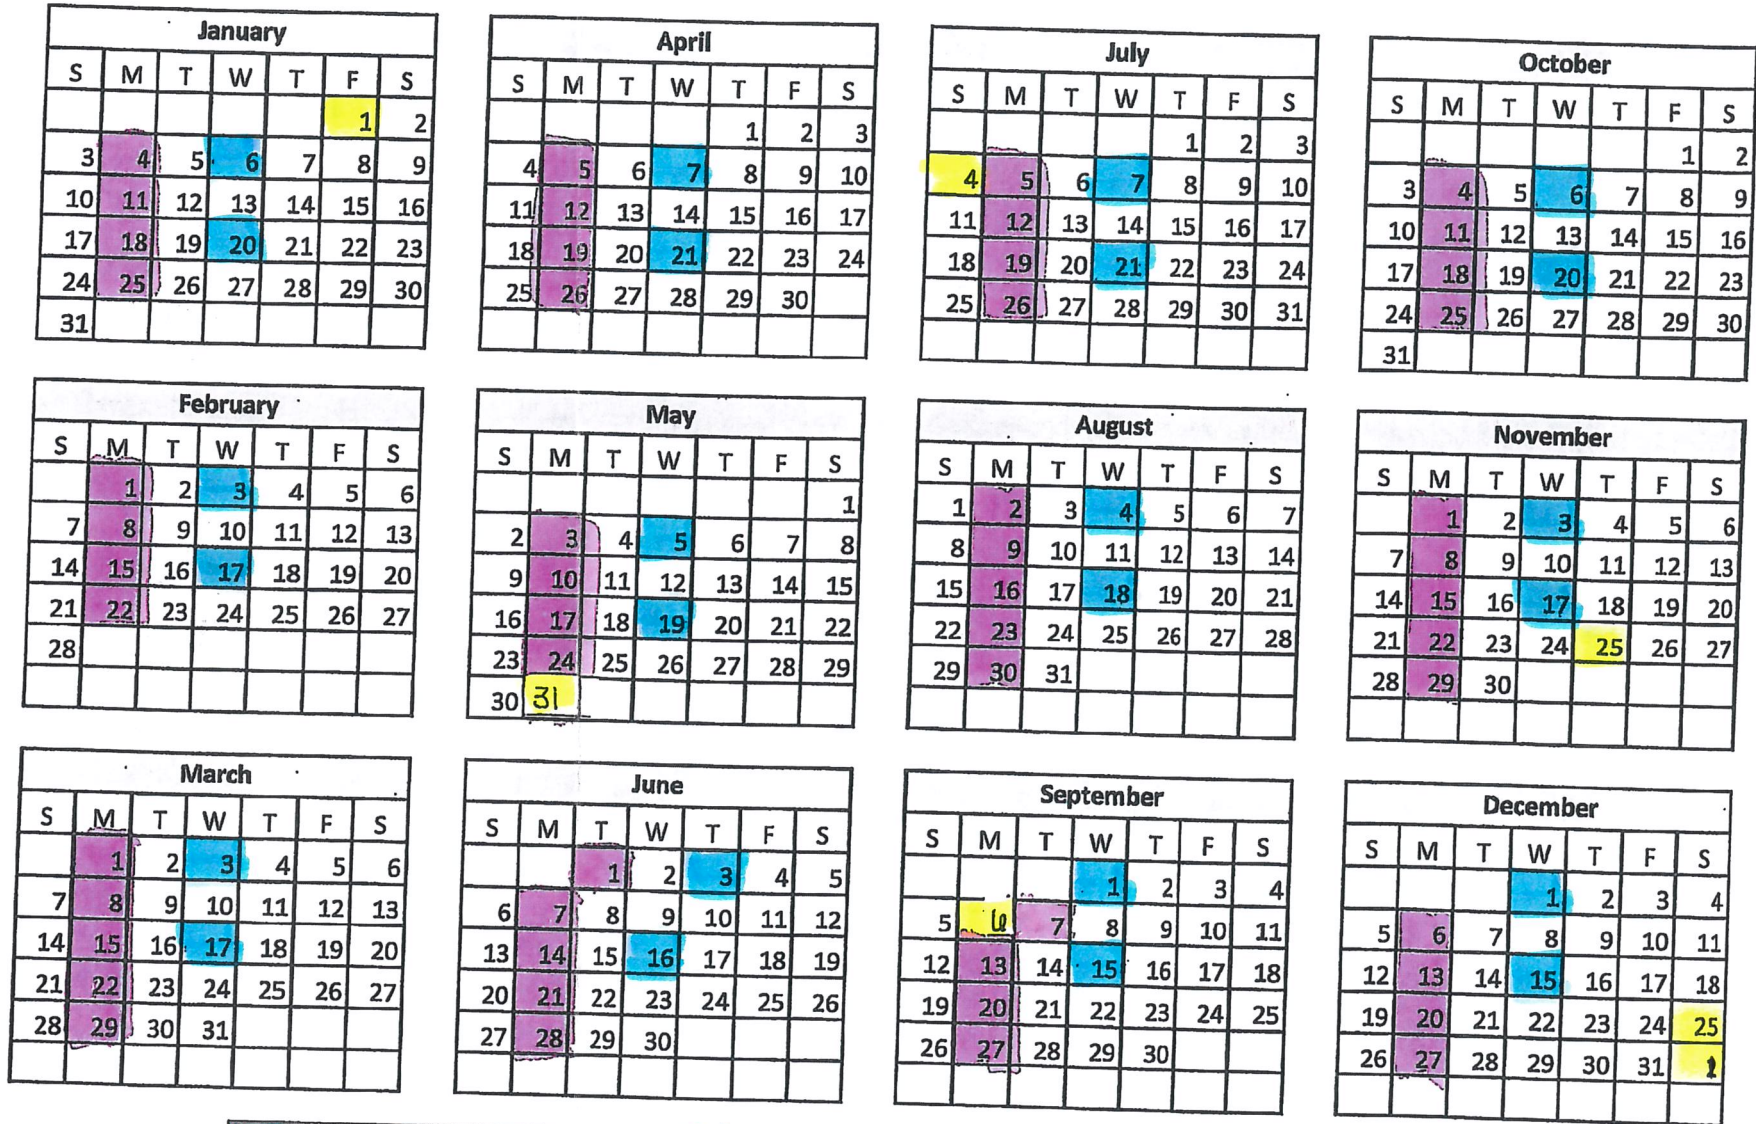 January
S M T W T F S
1 2
3 4 5 6 7 8 9
10 11 12 13 14 15 16
17 18 19 20 21 22 23
24 25 26 27 28 29 30
31
February
S M T W T F S
1 2 3 4 5 6
7 8 9 10 11 12 13
14 15 16 17 18 19 20
21 22 23 24 25 26 27
28
March
S M T W T F S
1 2 3 4 5 6
7 8 9 10 11 12 13
14 15 16 17 18 19 20
21 22 23 24 25 26 27
28 29 30 31
April
S M T W T F S
1 2 3
4 5 6 7 8 9 10
11 12 13 14 15 16 17
18 19 20 21 22 23 24
25 26 27 28 29 30
May
S M T W T F S
1
2 3 4 5 6 7 8
9 10 11 12 13 14 15
16 17 18 19 20 21 22
23 24 25 26 27 28 29
30 31
June
S M T W T F S
1 2 3 4 5
6 7 8 9 10 11 12
13 14 15 16 17 18 19
20 21 22 23 24 25 26
27 28 29 30
July
S M T W T F S
1 2 3
4 5 6 7 8 9 10
11 12 13 14 15 16 17
18 19 20 21 22 23 24
25 26 27 28 29 30 31
August
S M T W T F S
1 2 3 4 5 6 7
8 9 10 11 12 13 14
15 16 17 18 19 20 21
22 23 24 25 26 27 28
29 30 31
September
S M T W T F S
1 2 3 4
5 6 7 8 9 10 11
12 13 14 15 16 17 18
19 20 21 22 23 24 25
26 27 28 29 30
October
S M T W T F S
1 2
3 4 5 6 7 8 9
10 11 12 13 14 15 16
17 18 19 20 21 22 23
24 25 26 27 28 29 30
31
November
S M T W T F S
1 2 3 4 5 6
7 8 9 10 11 12 13
14 15 16 17 18 19 20
21 22 23 24 25 26 27
28 29 30
December
S M T W T F S
1 2 3 4
5 6 7 8 9 10 11
12 13 14 15 16 17 18
19 20 21 22 23 24 25
26 27 28 29 30 31 1